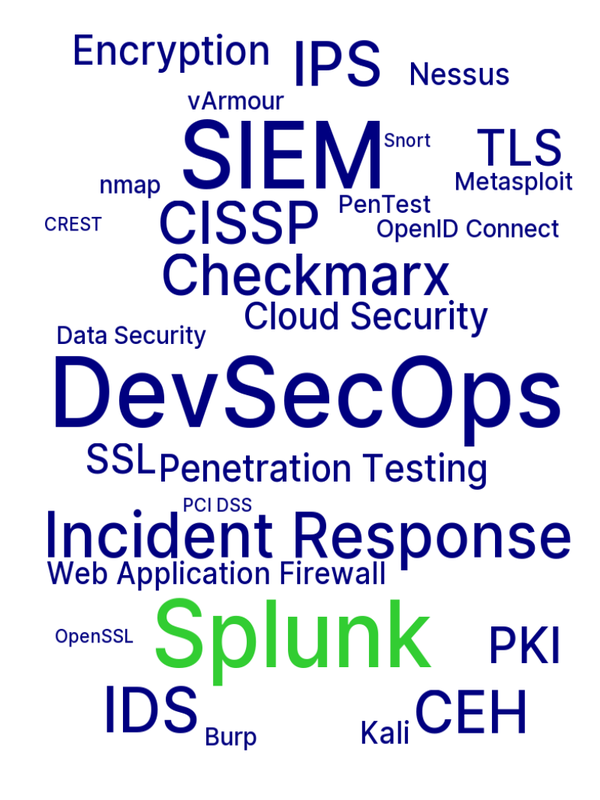 Encryption
IPS
Nessus
vArmour
SIEM
Snort
TLS
nmap
Metasploit
CREST
CISSP
PenTest
OpenID Connect
Checkmarx
Cloud Security
Data Security
DevSecOps
SSL
Penetration Testing
PCI DSS
Incident Response
Web Application Firewall
OpenSSL
Splunk
PKI
IDS
Burp
Kali
CEH